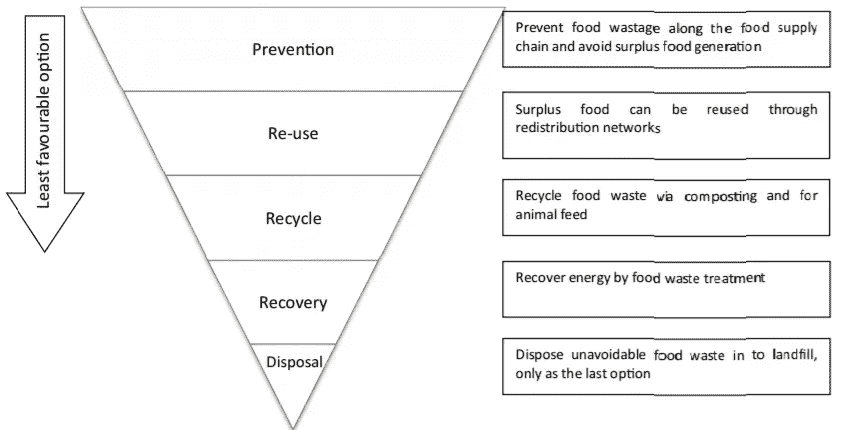 Least favourable option
Prevention
Prevent food wastage along the food supply
chain and avoid surplus food generation
Re-use
Surplus food can be reused through
redistribution networks
Recycle
Recycle food waste via composting and for
animal feed
Recovery
Recover energy by food waste treatment
Disposal
Dispose unavoidable food waste in to landfill,
only as the last option